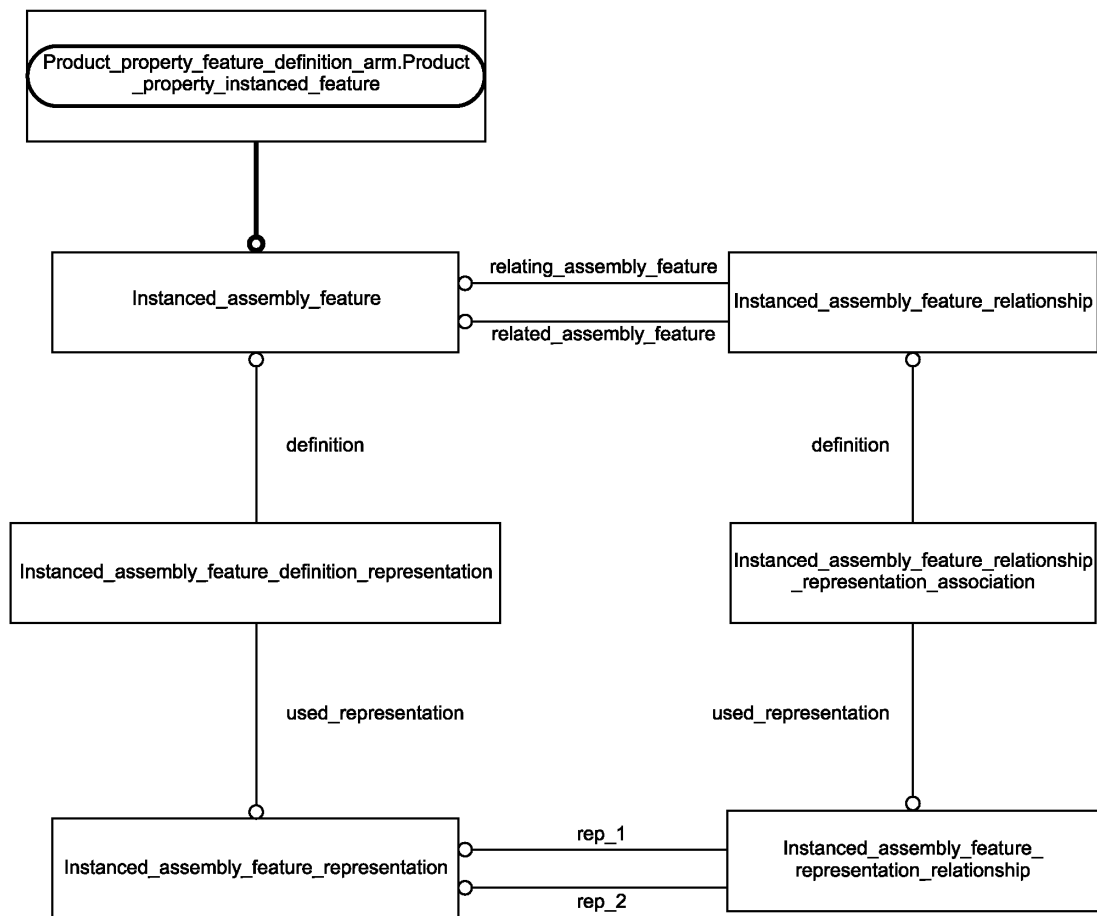 Product_property_feature_definition_arm.Product
_property_instanced_feature
relating_assembly_feature
Instanced_assembly_feature
Instanced_assembly_feature_relationship
related_assembly_feature
definition
definition
Instanced_assembly_feature_definition_representation
Instanced_assembly_feature_relationship
_representation_association
used_representation
used_representation
rep_1
Instanced_assembly_feature_representation
Instanced_assembly_feature_
representation_relationship
rep_2